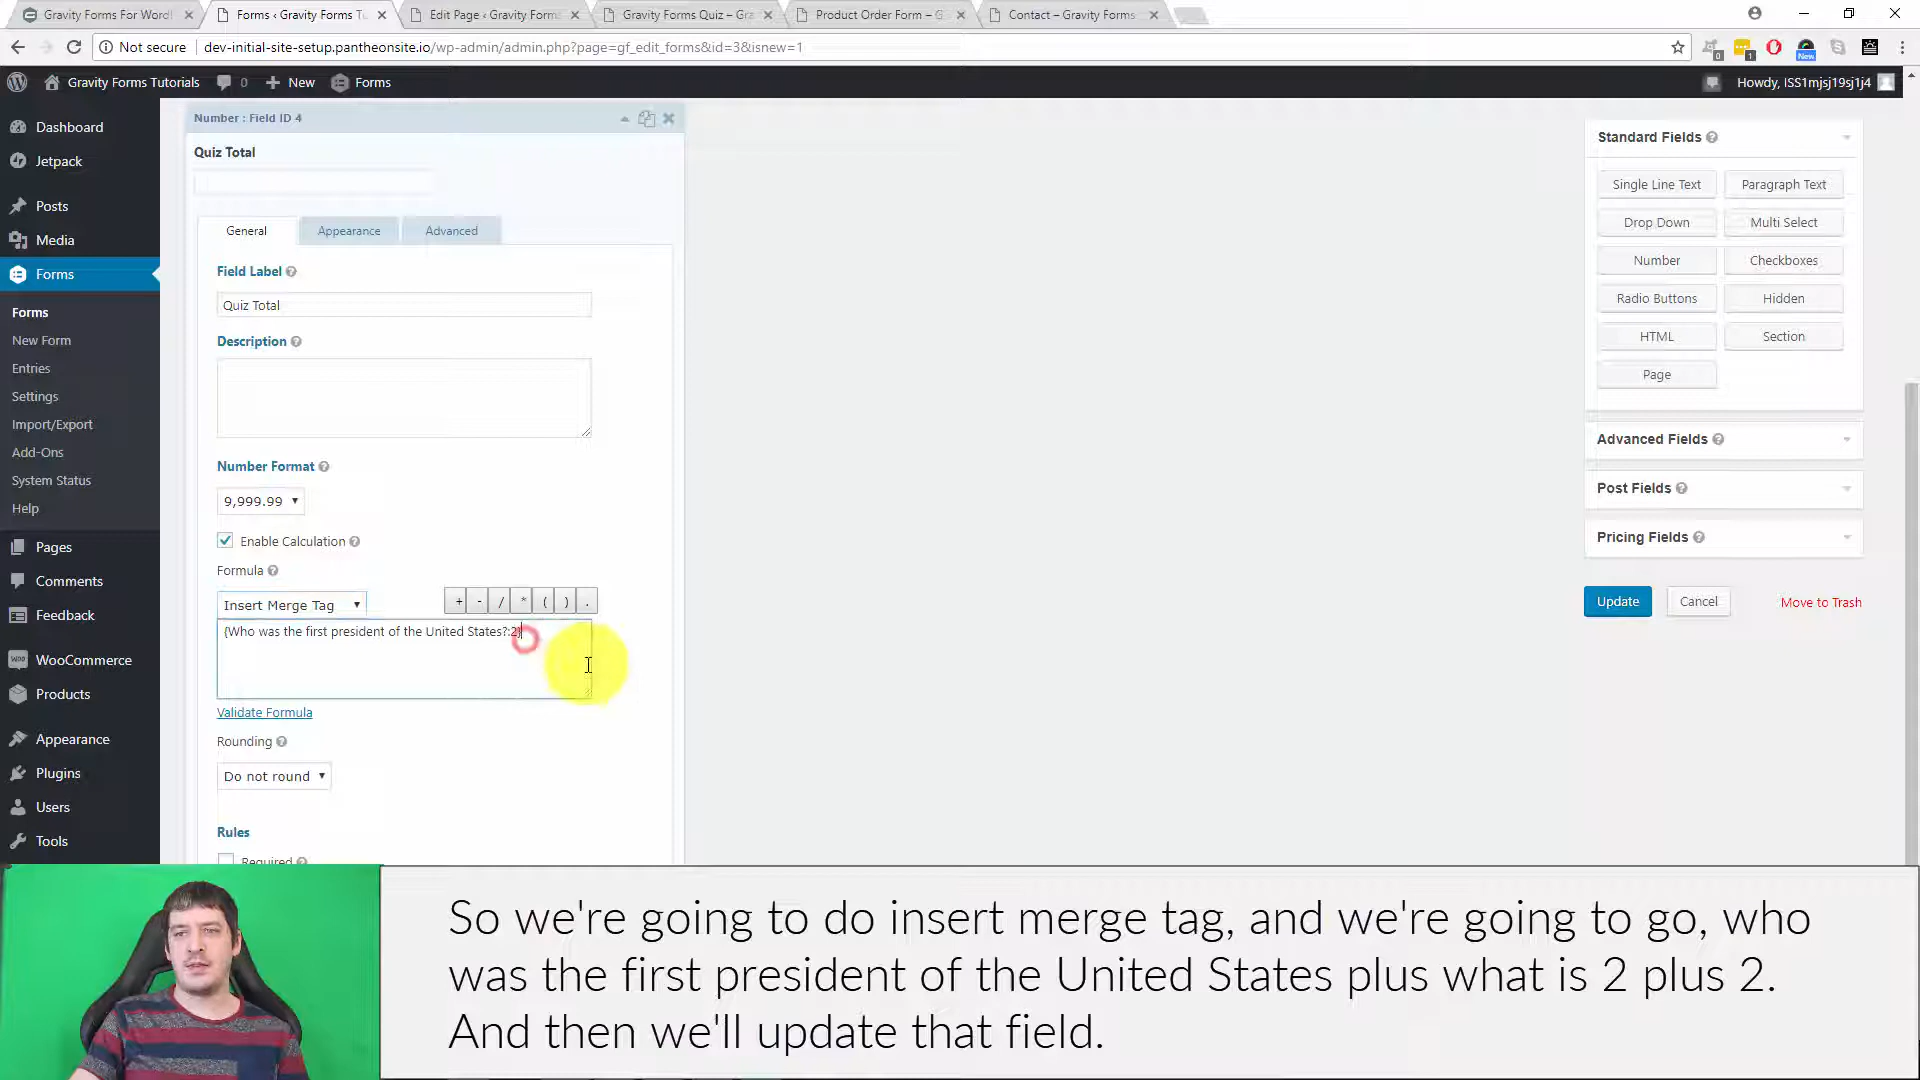 Gravity Forms For Word
Forms ‹ Gravity Forms Tu
Edit Page ‹ Gravity Forms
Gravity Forms Quiz – Gra
Product Order Form – G
Contact – Gravity Forms
Not secure
dev-initial-site-setup.pantheonsite.io/wp-admin/admin.php?page=gf_edit_forms&id=3&isnew=1
0
1
New
Gravity Forms Tutorials
0
+ New
Forms
Howdy, ISS1mjsj19sj1j4
Dashboard
Jetpack
Posts
Media
Forms
Forms
New Form
Entries
Settings
Import/Export
Add-Ons
System Status
Help
Pages
Comments
Feedback
WooCommerce
Products
Appearance
Plugins
Users
Tools
Number : Field ID 4
Quiz Total
General
Appearance
Advanced
Field Label
Quiz Total
Description
Number Format
9,999.99
Enable Calculation
Formula
Insert Merge Tag
+ - / * ( ) .
{Who was the first president of the United States?:2}
Validate Formula
Rounding
Do not round
Rules
Required
Standard Fields
Single Line Text
Paragraph Text
Drop Down
Multi Select
Number
Checkboxes
Radio Buttons
Hidden
HTML
Section
Page
Advanced Fields
Post Fields
Pricing Fields
Update
Cancel
Move to Trash
So we're going to do insert merge tag, and we're going to go, who
was the first president of the United States plus what is 2 plus 2.
And then we'll update that field.